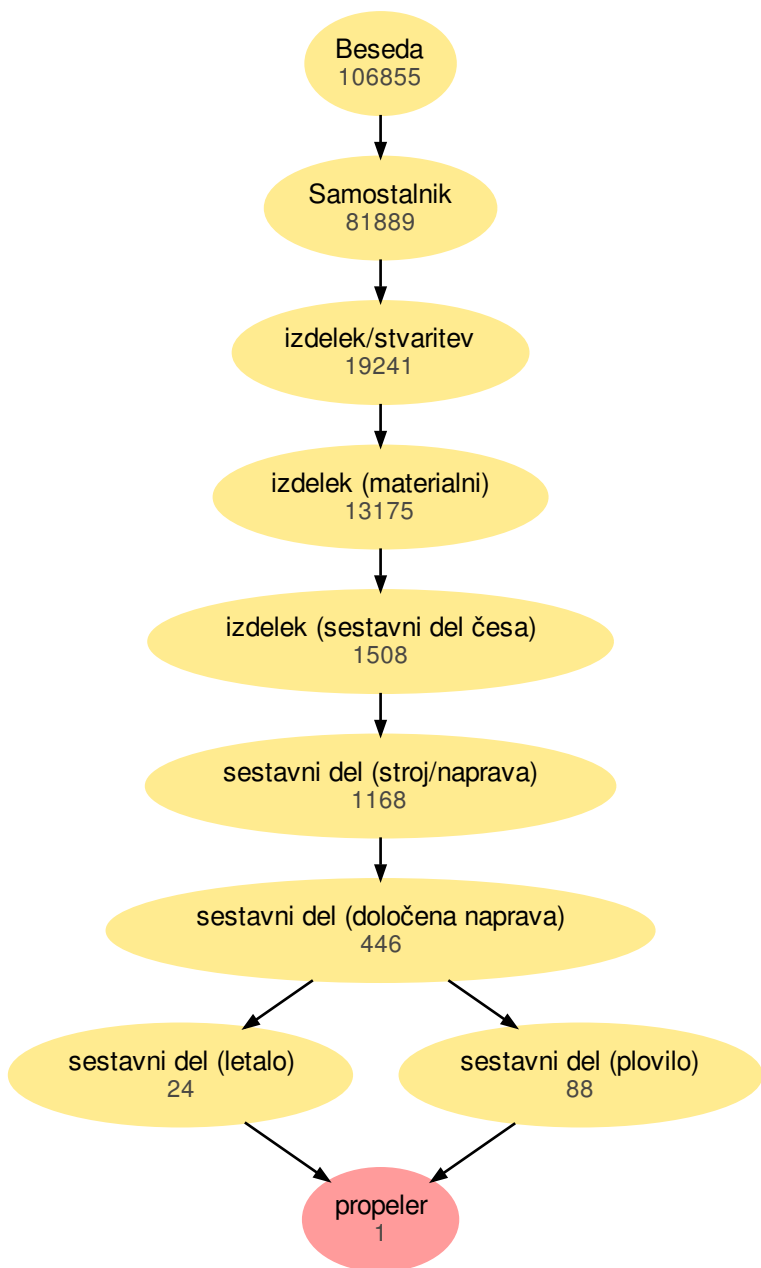 Beseda
106855
Samostalnik
81889
izdelek/stvaritev
19241
izdelek (materialni)
13175
izdelek (sestavni del česa)
1508
sestavni del (stroj/naprava)
1168
sestavni del (določena naprava)
446
sestavni del (letalo)
24
sestavni del (plovilo)
88
propeler
1